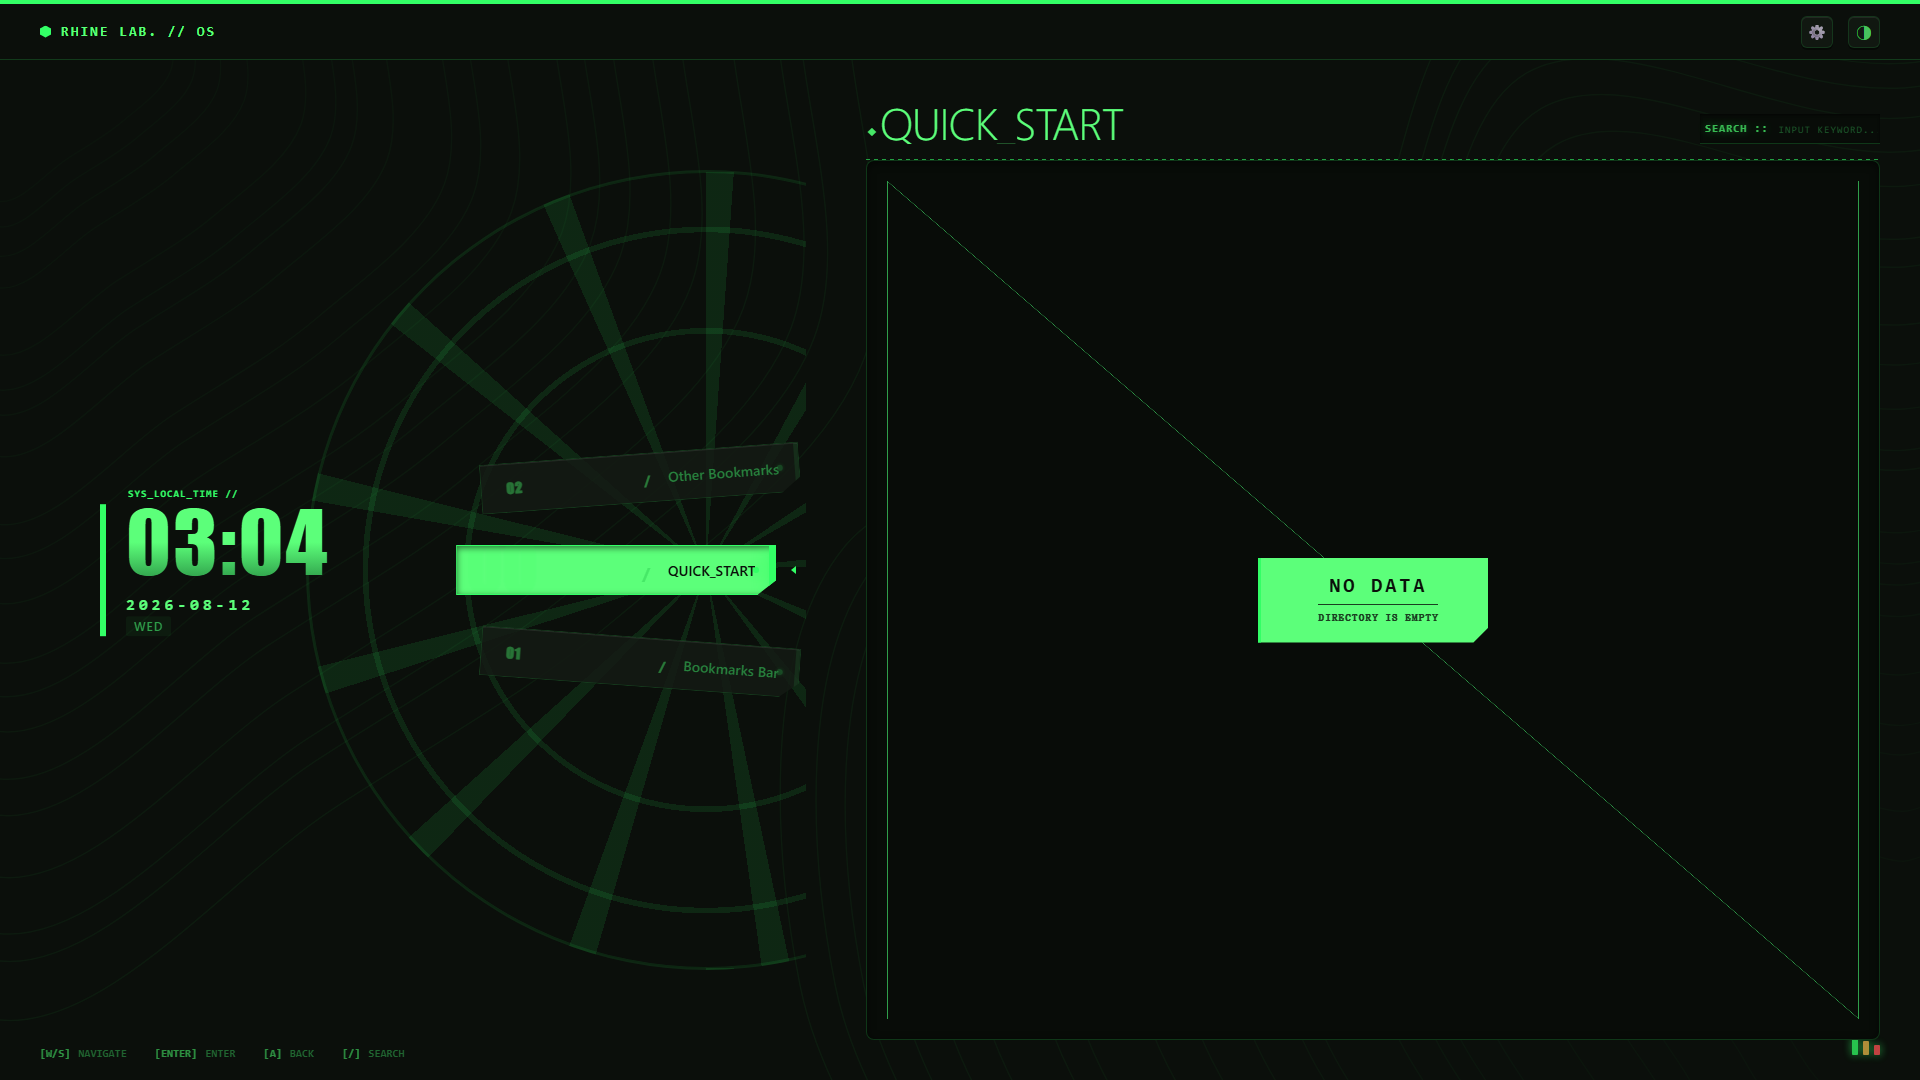 RHINE LAB. // OS
QUICK_START
SEARCH :: INPUT KEYWORD..
SYS_LOCAL_TIME //
03:04
2026-08-12
WED
02 / Other Bookmarks
/ QUICK_START
01 / Bookmarks Bar
NO DATA
DIRECTORY IS EMPTY
[W/S] NAVIGATE [ENTER] ENTER [A] BACK [/] SEARCH